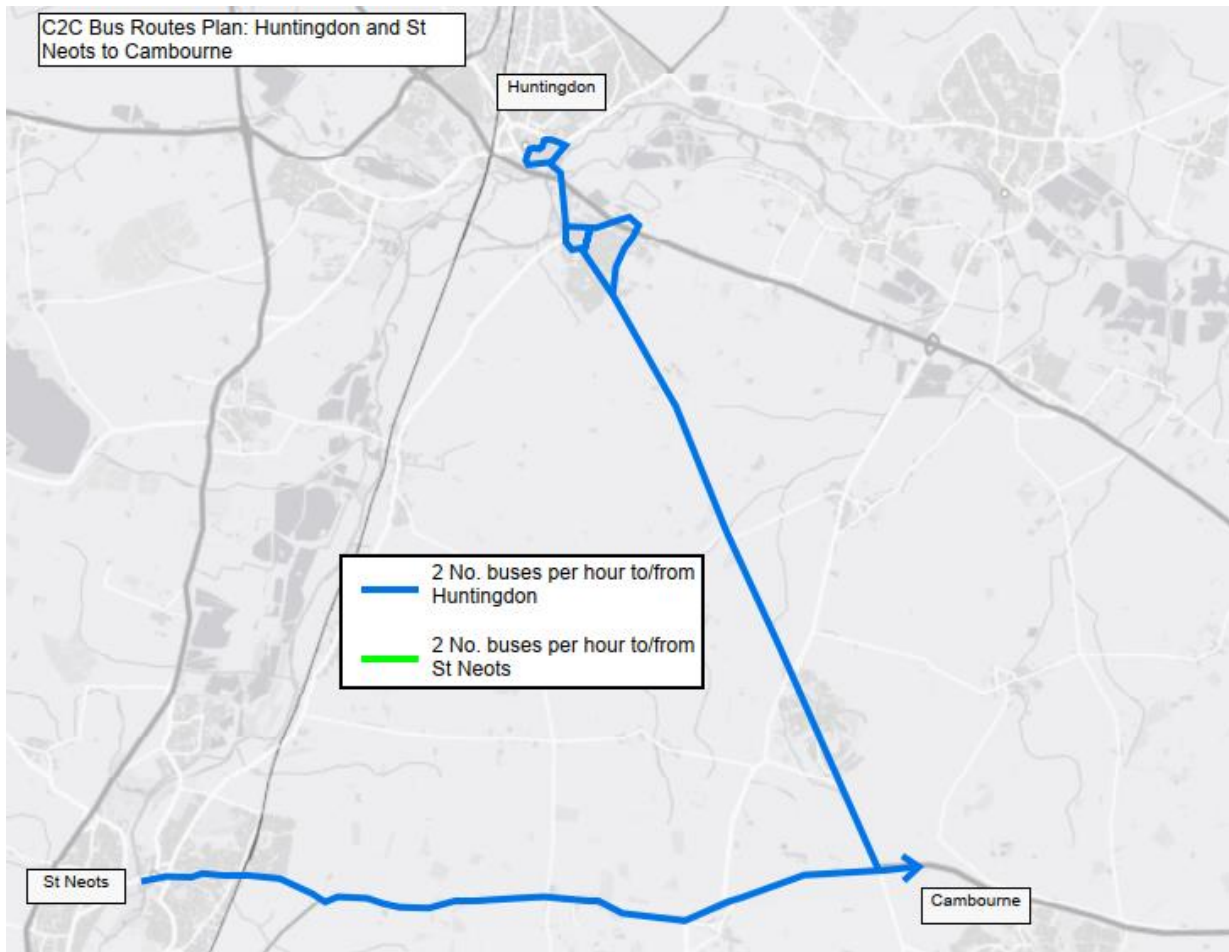 C2C Bus Routes Plan: Huntingdon and St
Neots to Cambourne
Huntingdon
2 No. buses per hour to/from
Huntingdon
2 No. buses per hour to/from
St Neots
St Neots
Cambourne